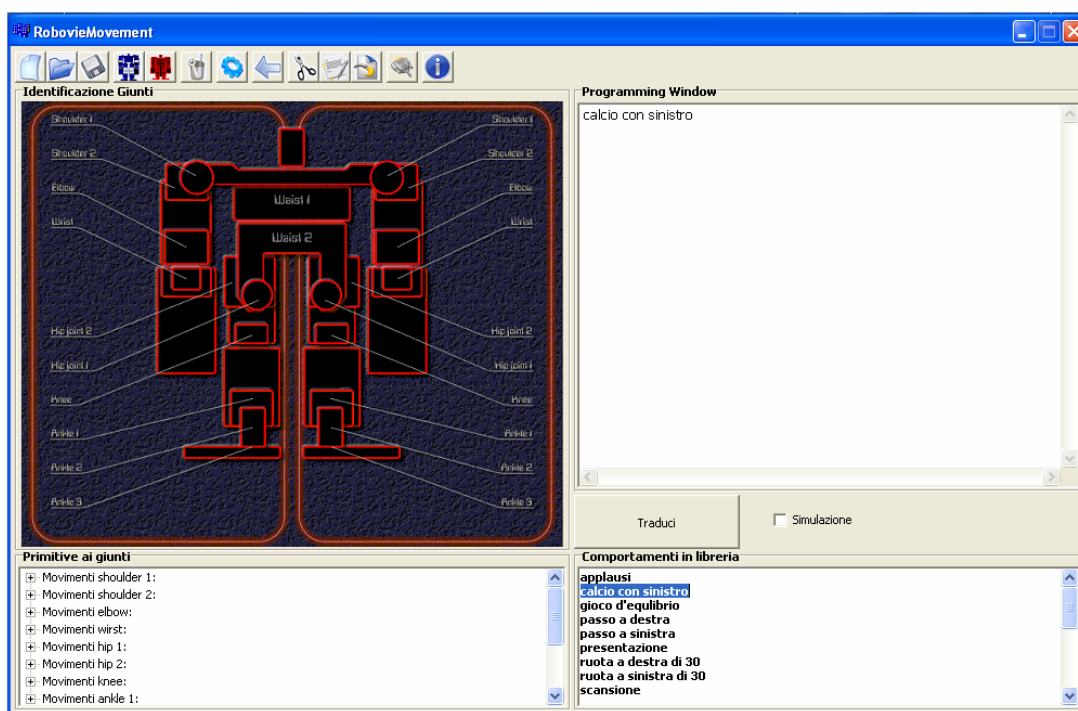 RobovieMovement
Identificazione Giunti
Shoulder 1
Shoulder 2
Elbow
Wrist
Hip joint 2
Hip joint 1
Knee
Ankle 1
Ankle 2
Ankle 3
Waist 1
Waist 2
Shoulder 1
Shoulder 2
Elbow
Wrist
Hip joint 2
Hip joint 1
Knee
Ankle 1
Ankle 2
Ankle 3
Programming Window
calcio con sinistro
Traduci
Simulazione
Primitive ai giunti
Movimenti shoulder 1:
Movimenti shoulder 2:
Movimenti elbow:
Movimenti wirst:
Movimenti hip 1:
Movimenti hip 2:
Movimenti knee:
Movimenti ankle 1:
Comportamenti in libreria
applausi
calcio con sinistro
gioco d'equlibrio
passo a destra
passo a sinistra
presentazione
ruota a destra di 30
ruota a sinistra di 30
scansione